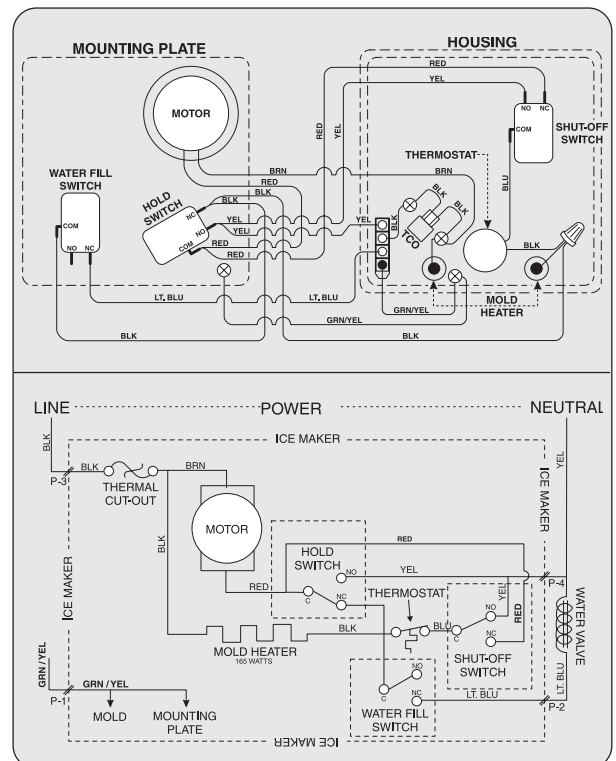 MOUNTING PLATE
HOUSING
RED
YEL
NO
NC
MOTOR
RED
YEL
COM
SHUT-OFF
SWITCH
THERMOSTAT
BLU
WATER FILL
SWITCH
BRN
BRN
RED
BLK
BLK
HOLD
SWITCH
NC
NO
COM
YEL
YEL
RED
RED
YEL
BLK
BLK
BLK
TCO
BLK
COM
NO
NC
LT. BLU
LT. BLU
GRN/YEL
GRN/YEL
MOLD
HEATER
BLK
BLK
LINE
POWER
NEUTRAL
ICE MAKER
BLK
BLK
P-3
THERMAL
CUT-OUT
BRN
YEL
ICE MAKER
BLK
MOTOR
HOLD
SWITCH
RED
NO
YEL
P-4
RED
C
NC
THERMOSTAT
YEL
RED
ICE MAKER
WATER VALVE
MOLD HEATER
165 WATTS
BLK
BLU
C
NO
NC
SHUT-OFF
SWITCH
GRN/YEL
GRN/YEL
P-1
MOLD
MOUNTING
PLATE
NO
C
NC
LT. BLU
P-2
LT. BLU
WATER FILL
SWITCH
ICE MAKER